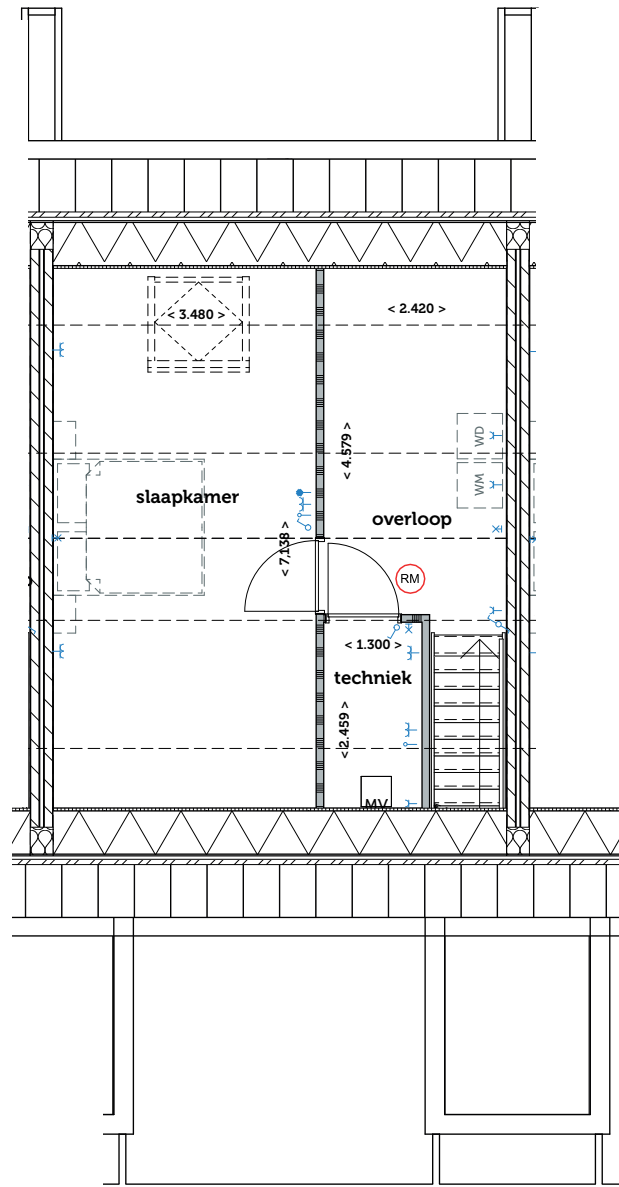 < 3.480 >
< 2.420 >
< 4.579 >
WD
WM
slaapkamer
overloop
< 7.138 >
RM
< 1.300 >
techniek
< 2.459 >
MV